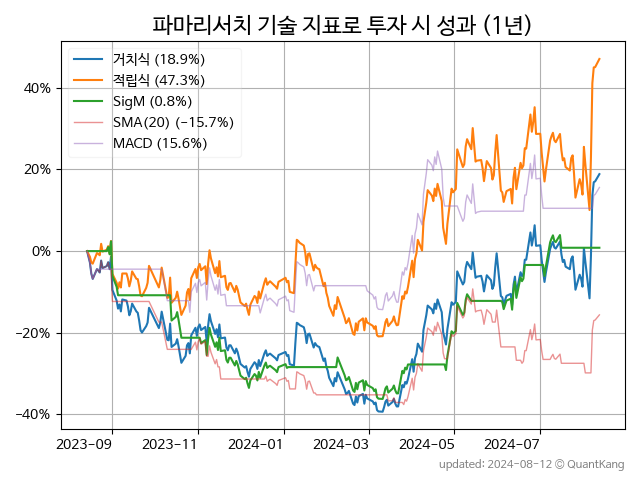 파마리서치 기술 지표로 투자 시 성과 (1년)
거치식 (18.9%)
적립식 (47.3%)
SigM (0.8%)
SMA(20) (-15.7%)
MACD (15.6%)
40%
20%
0%
−20%
−40%
2023-09 2023-11 2024-01 2024-03 2024-05 2024-07
updated: 2024-08-12 © QuantKang